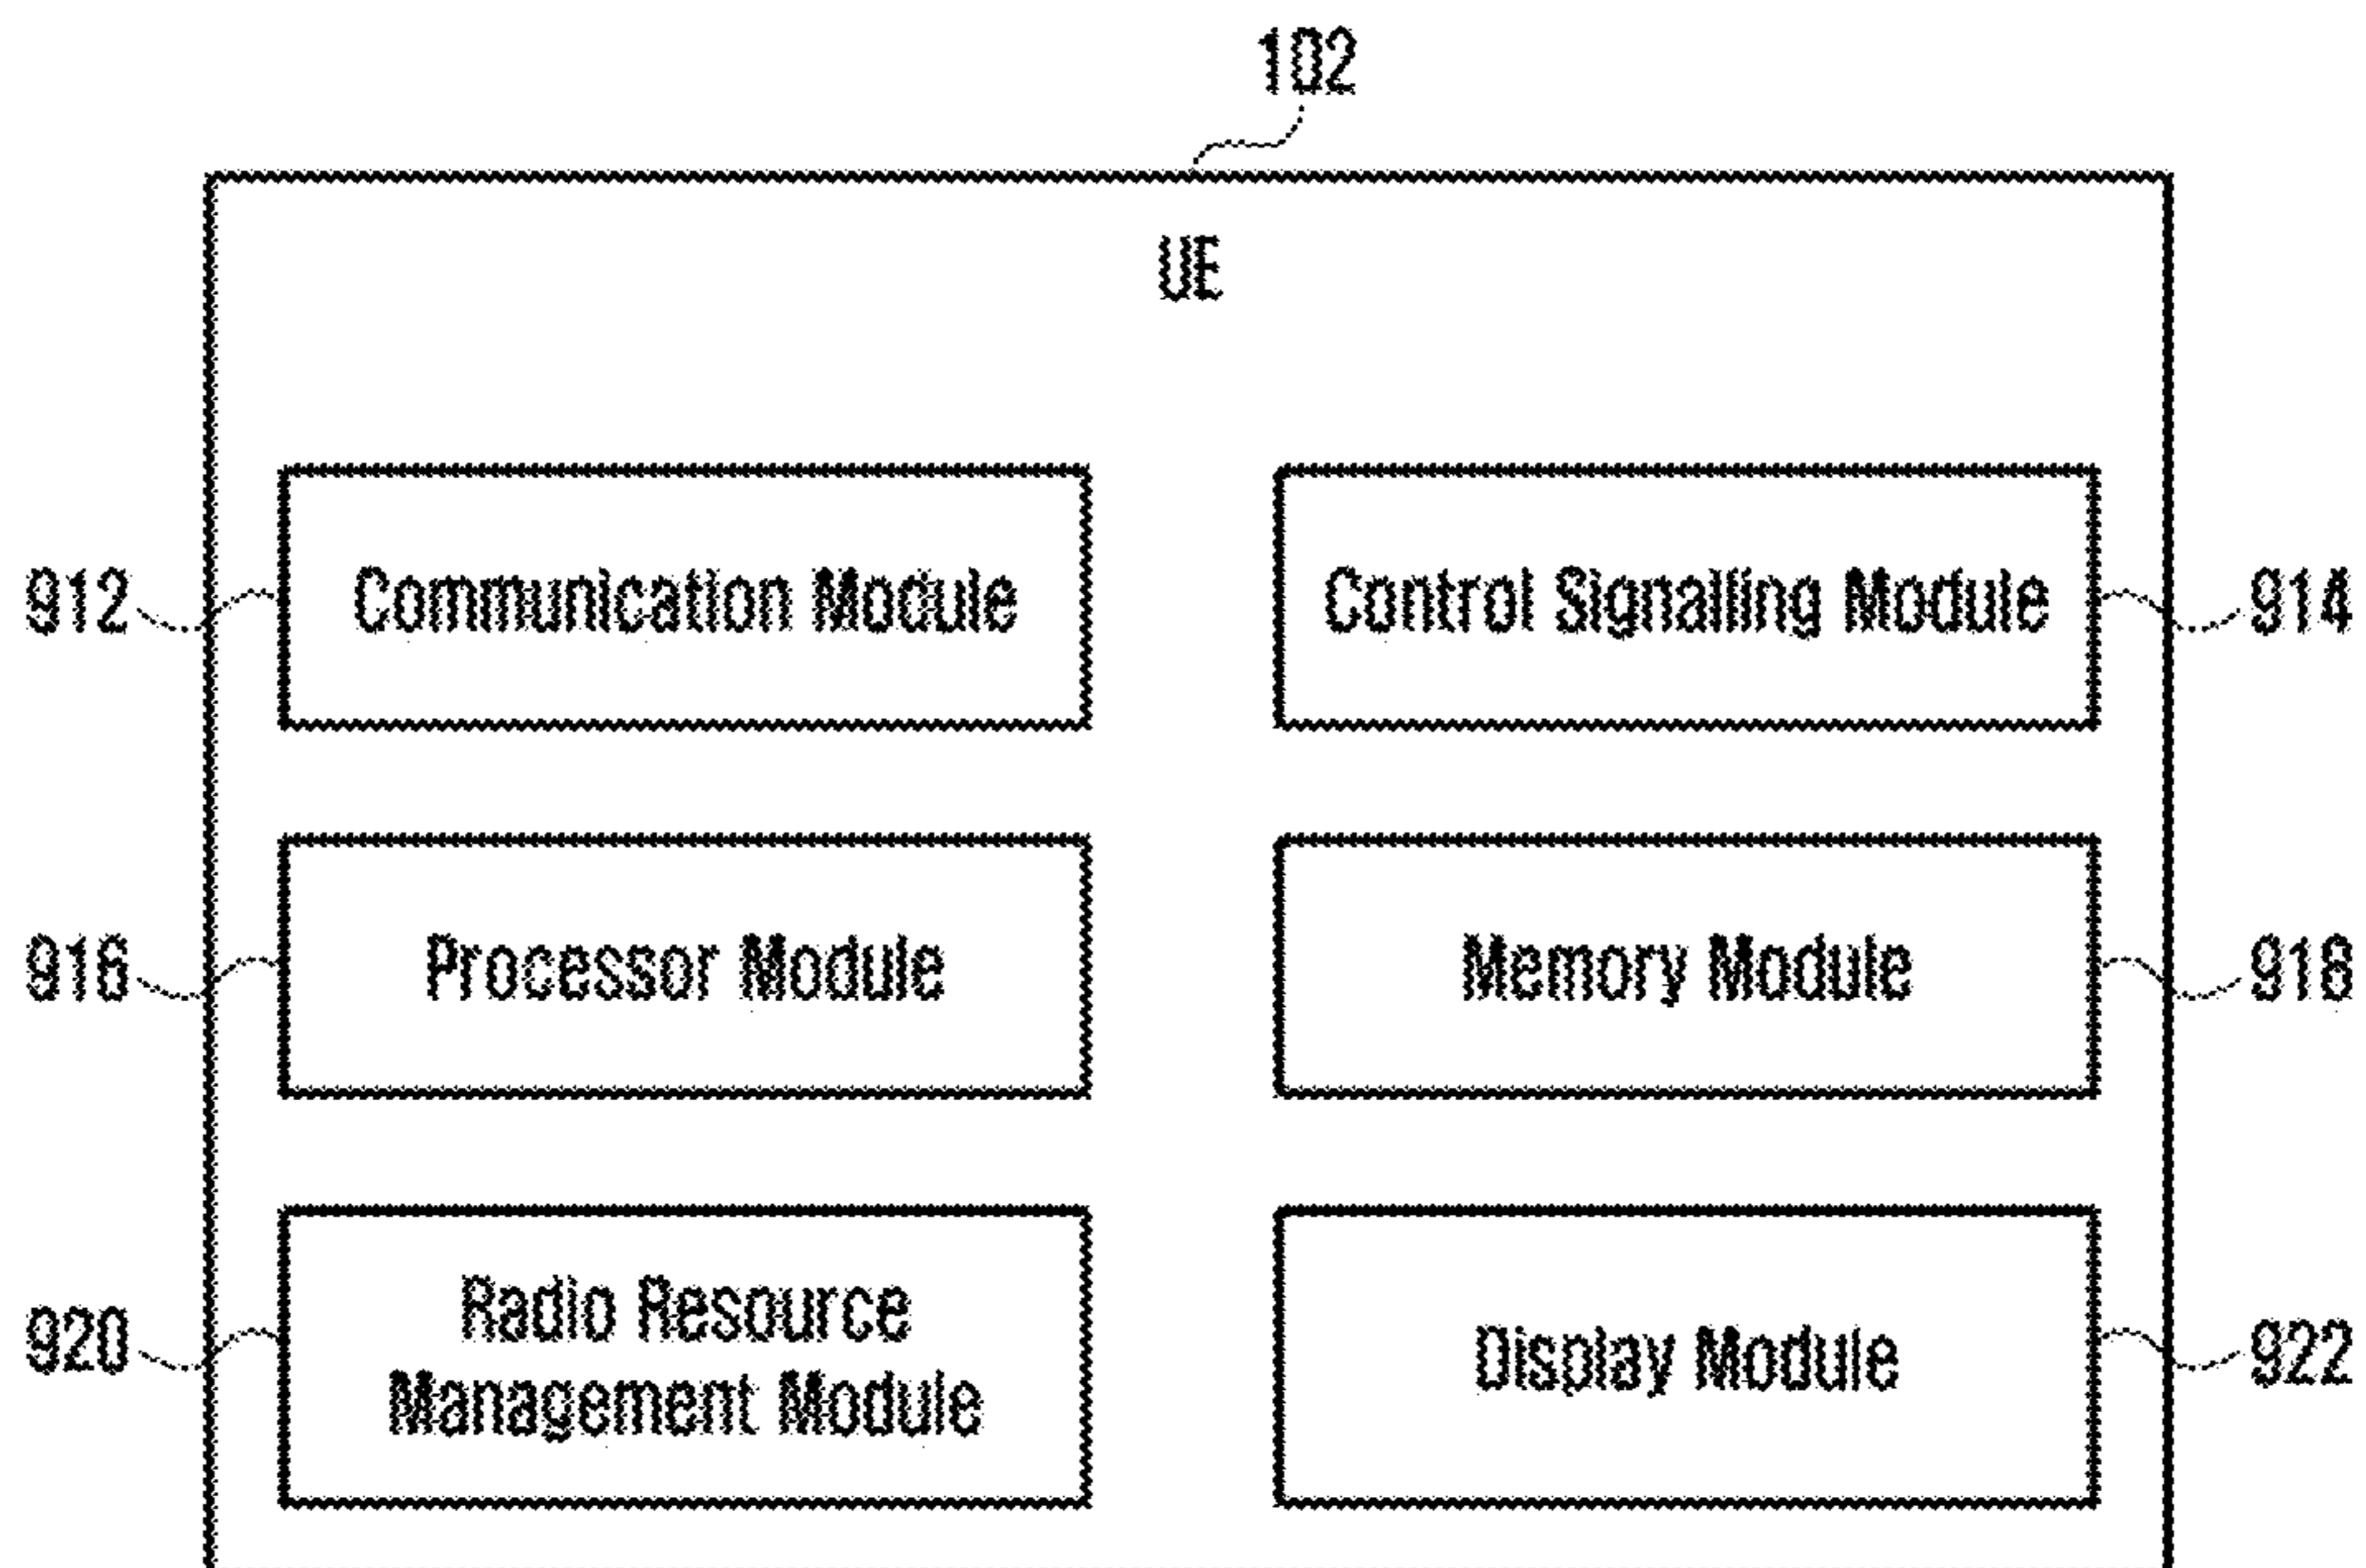 102
UE
912 Communication Module Control Signalling Module 914
916 Processor Module Memory Module 918
920 Radio Resource Management Module Display Module 922